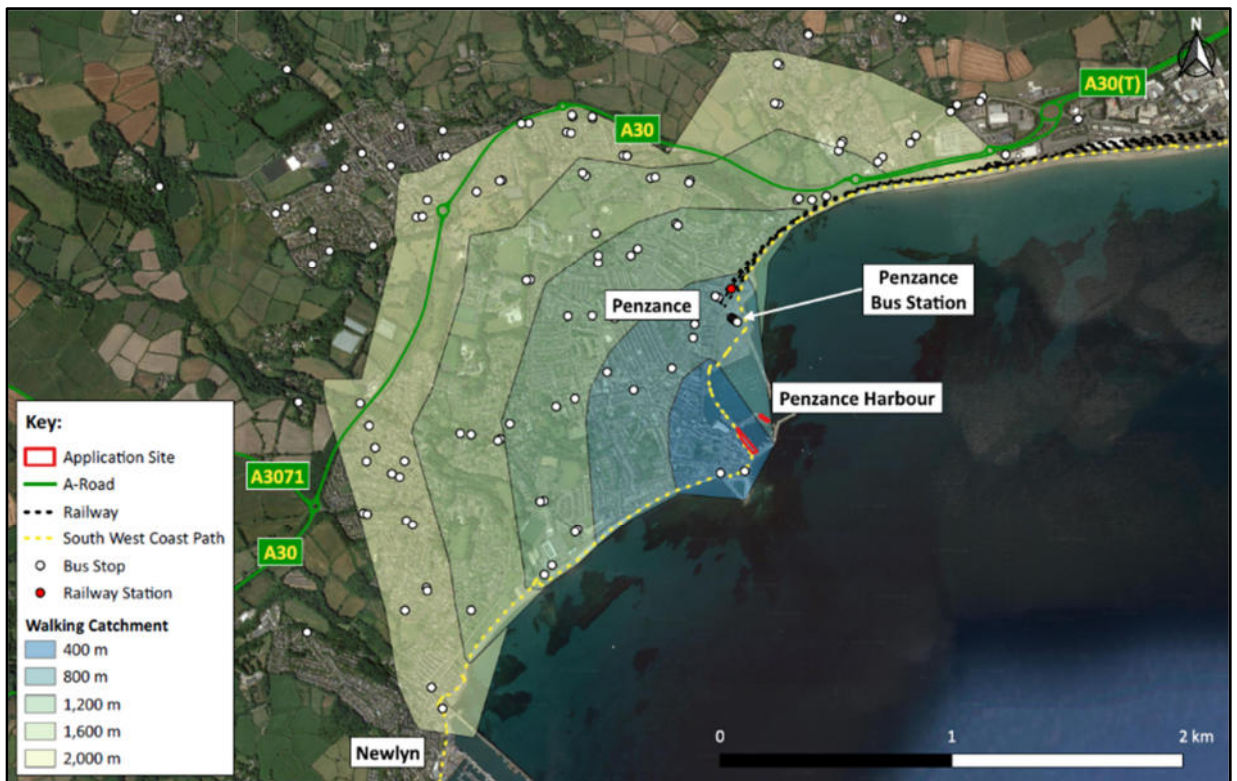 N
A30(T)
A30
Penzance
Penzance
Bus Station
Penzance Harbour
A3071
A30
Newlyn
Key:
Application Site
A-Road
Railway
South West Coast Path
Bus Stop
Railway Station
Walking Catchment
400 m
800 m
1,200 m
1,600 m
2,000 m
0 1 2 km